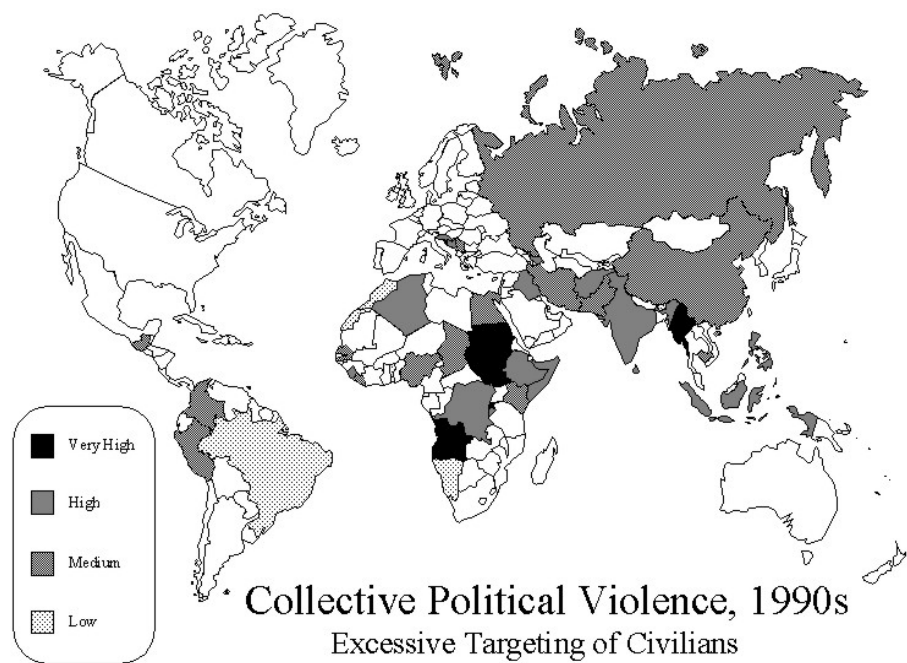 Very High
High
Medium
Low
Collective Political Violence, 1990s
Excessive Targeting of Civilians